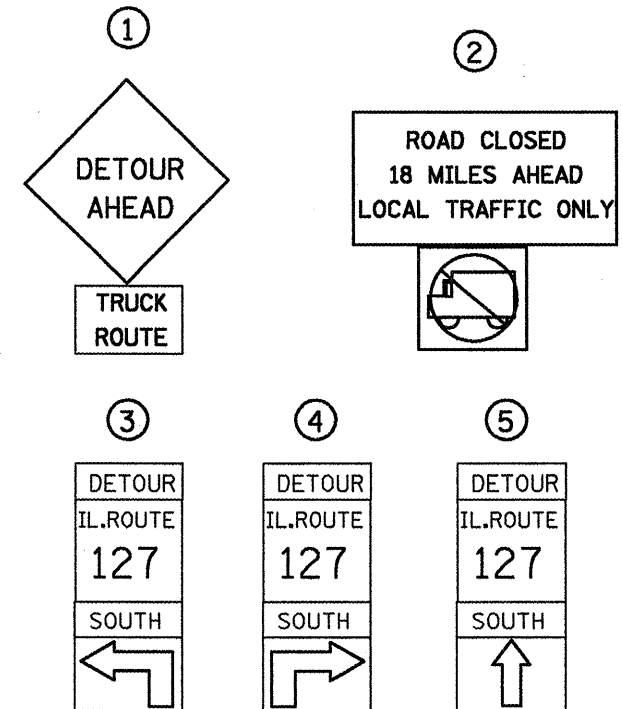 1
DETOUR
AHEAD
TRUCK
ROUTE
2
ROAD CLOSED
18 MILES AHEAD
LOCAL TRAFFIC ONLY
3
DETOUR
IL.ROUTE
127
SOUTH
4
DETOUR
IL.ROUTE
127
SOUTH
5
DETOUR
IL.ROUTE
127
SOUTH